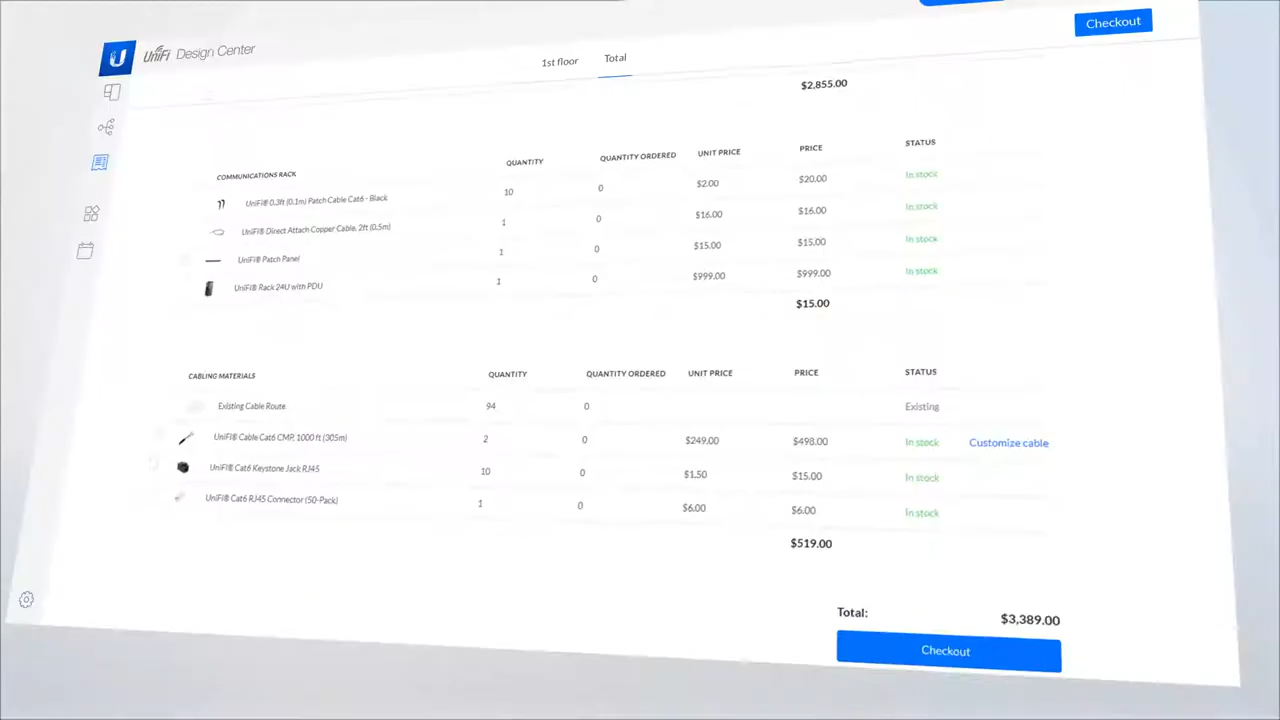 UniFi Design Center
1st floor Total
Checkout
$2,855.00
COMMUNICATIONS RACK QUANTITY QUANTITY ORDERED UNIT PRICE PRICE STATUS
UniFi® 0.3ft (0.1m) Patch Cable Cat6 - Black 10 0 $2.00 $20.00 In stock
UniFi® Direct Attach Copper Cable, 2ft (0.5m) 1 0 $16.00 $16.00 In stock
UniFi® Patch Panel 1 0 $15.00 $15.00 In stock
UniFi® Rack 24U with PDU 1 0 $999.00 $999.00 In stock
$15.00
CABLING MATERIALS QUANTITY QUANTITY ORDERED UNIT PRICE PRICE STATUS
Existing Cable Route 94 0 Existing
UniFi® Cable Cat6 CMP, 1000 ft (305m) 2 0 $249.00 $498.00 In stock Customize cable
UniFi® Cat6 Keystone Jack RJ45 10 0 $1.50 $15.00 In stock
UniFi® Cat6 RJ45 Connector (50-Pack) 1 0 $6.00 $6.00 In stock
$519.00
Total: $3,389.00
Checkout